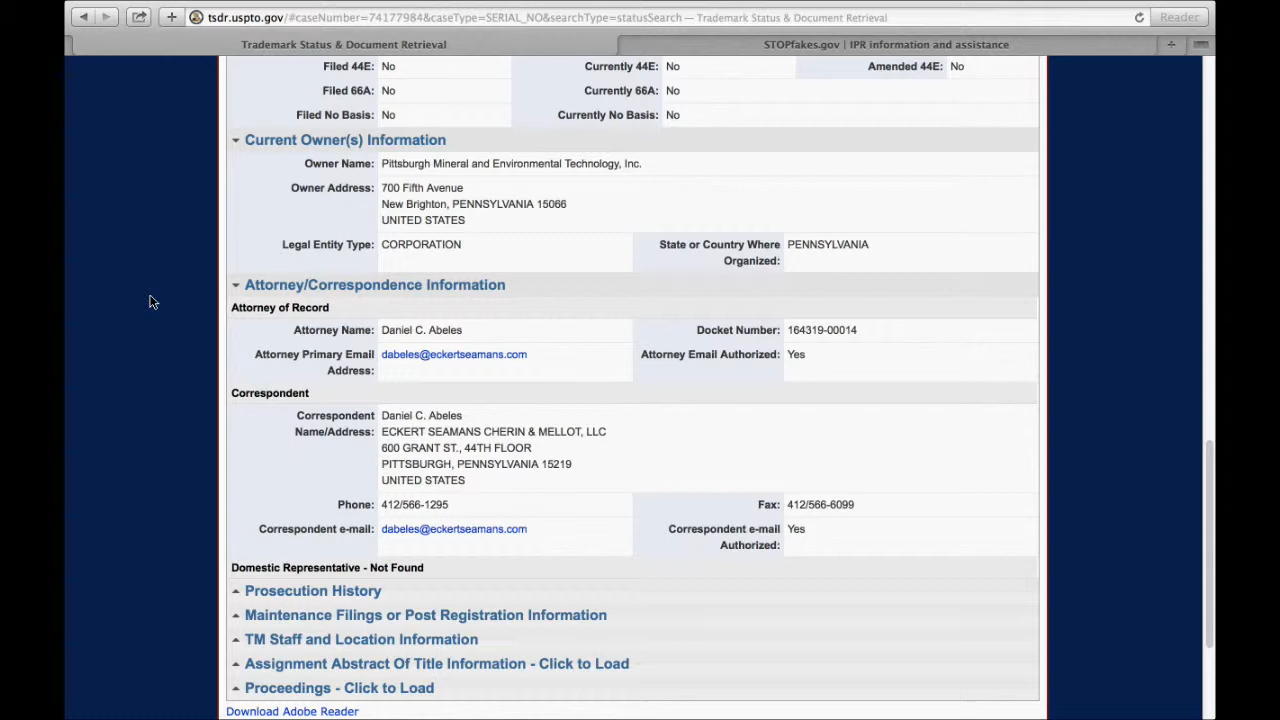 tsdr.uspto.gov/#caseNumber=74177984&caseType=SERIAL_NO&searchType=statusSearch — Trademark Status & Document Retrieval
Reader
Trademark Status & Document Retrieval
STOPfakes.gov | IPR information and assistance
Filed 44E: No Currently 44E: No Amended 44E: No
Filed 66A: No Currently 66A: No
Filed No Basis: No Currently No Basis: No
Current Owner(s) Information
Owner Name: Pittsburgh Mineral and Environmental Technology, Inc.
Owner Address: 700 Fifth Avenue
New Brighton, PENNSYLVANIA 15066
UNITED STATES
Legal Entity Type: CORPORATION State or Country Where PENNSYLVANIA
Organized:
Attorney/Correspondence Information
Attorney of Record
Attorney Name: Daniel C. Abeles Docket Number: 164319-00014
Attorney Primary Email dabeles@eckertseamans.com Attorney Email Authorized: Yes
Address:
Correspondent
Correspondent Daniel C. Abeles
Name/Address: ECKERT SEAMANS CHERIN & MELLOT, LLC
600 GRANT ST., 44TH FLOOR
PITTSBURGH, PENNSYLVANIA 15219
UNITED STATES
Phone: 412/566-1295 Fax: 412/566-6099
Correspondent e-mail: dabeles@eckertseamans.com Correspondent e-mail Yes
Authorized:
Domestic Representative - Not Found
Prosecution History
Maintenance Filings or Post Registration Information
TM Staff and Location Information
Assignment Abstract Of Title Information - Click to Load
Proceedings - Click to Load
Download Adobe Reader